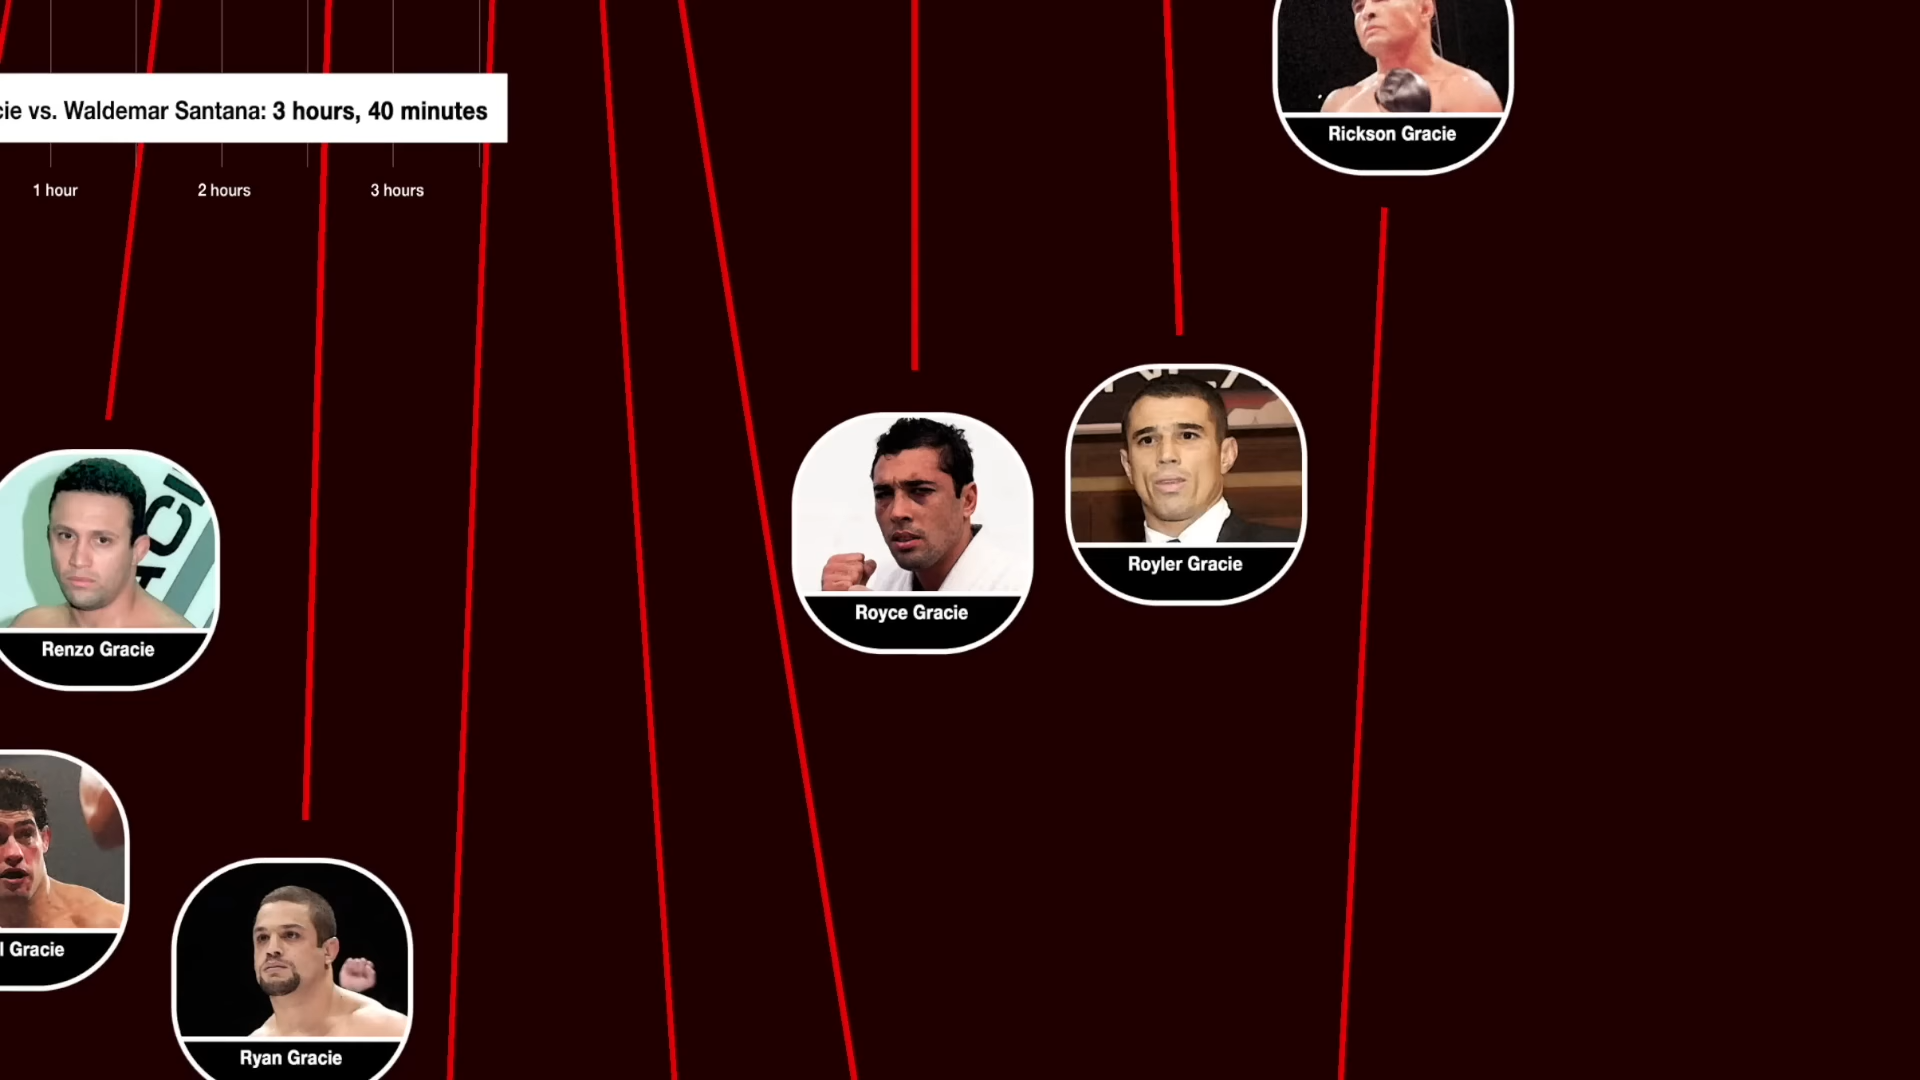 cie vs. Waldemar Santana: 3 hours, 40 minutes
1 hour
2 hours
3 hours
Rickson Gracie
Royler Gracie
Royce Gracie
Renzo Gracie
l Gracie
Ryan Gracie